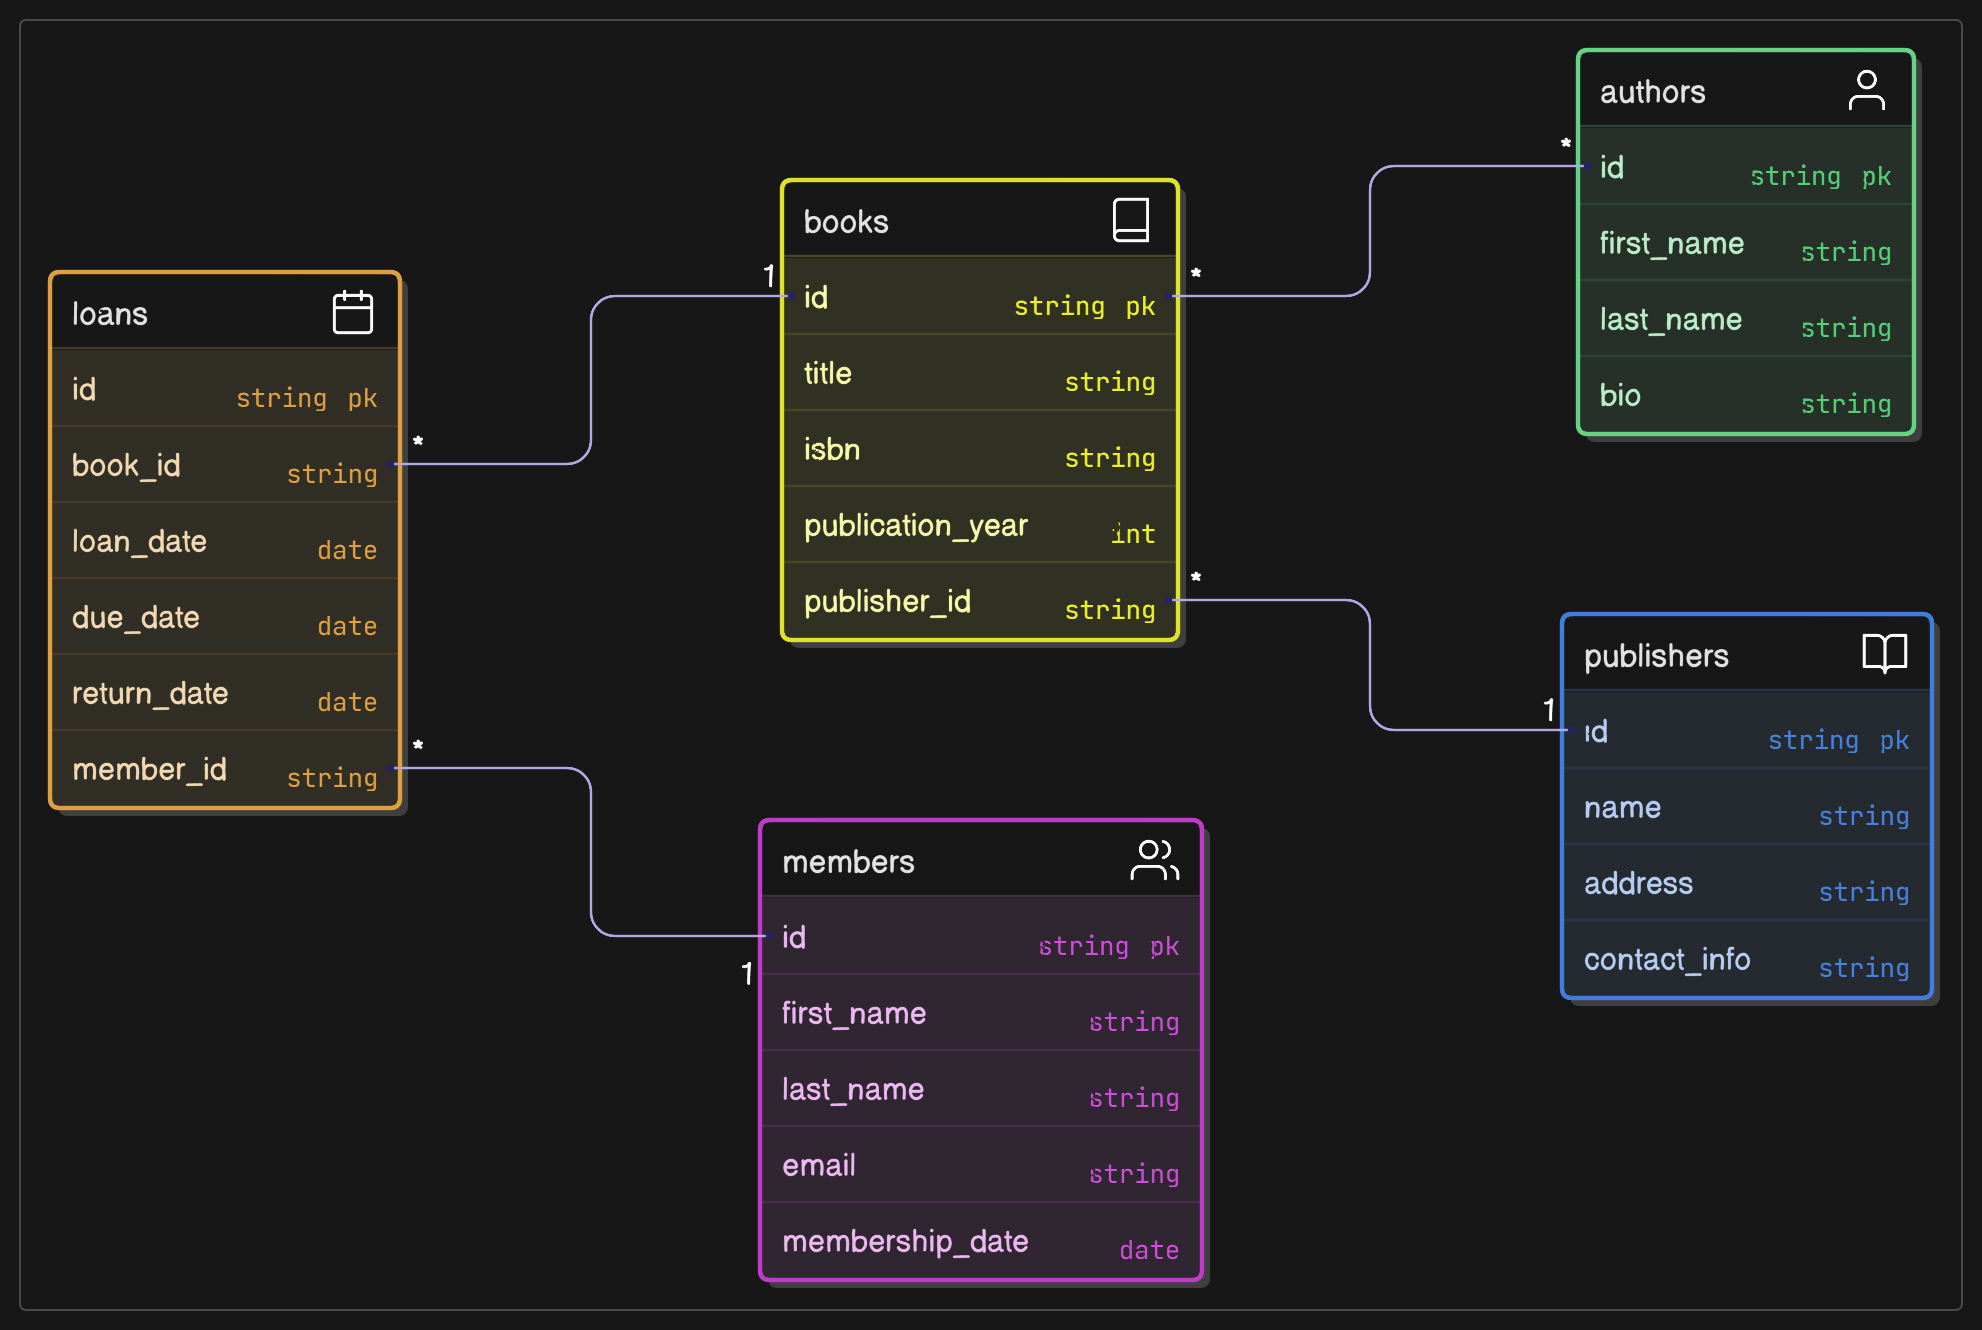 loans
id string pk
book_id string
loan_date date
due_date date
return_date date
member_id string
*
*
1
books
id string pk
title string
isbn string
publication_year int
publisher_id string
*
*
1
members
id string pk
first_name string
last_name string
email string
membership_date date
*
authors
id string pk
first_name string
last_name string
bio string
1
publishers
id string pk
name string
address string
contact_info string